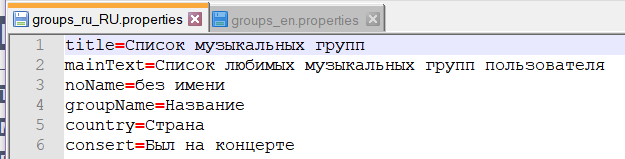 groups_ru_RU.properties groups_en.properties
1 title=Список музыкальных групп
2 mainText=Список любимых музыкальных групп пользователя
3 noName=без имени
4 groupName=Название
5 country=Страна
6 consert=Был на концерте